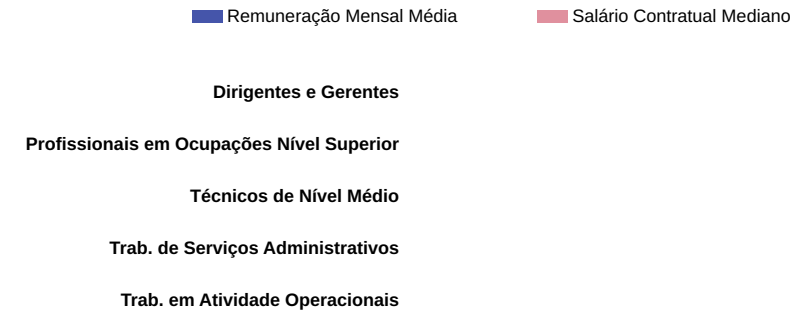 Remuneração Mensal Média
Salário Contratual Mediano
Dirigentes e Gerentes
Profissionais em Ocupações Nível Superior
Técnicos de Nível Médio
Trab. de Serviços Administrativos
Trab. em Atividade Operacionais